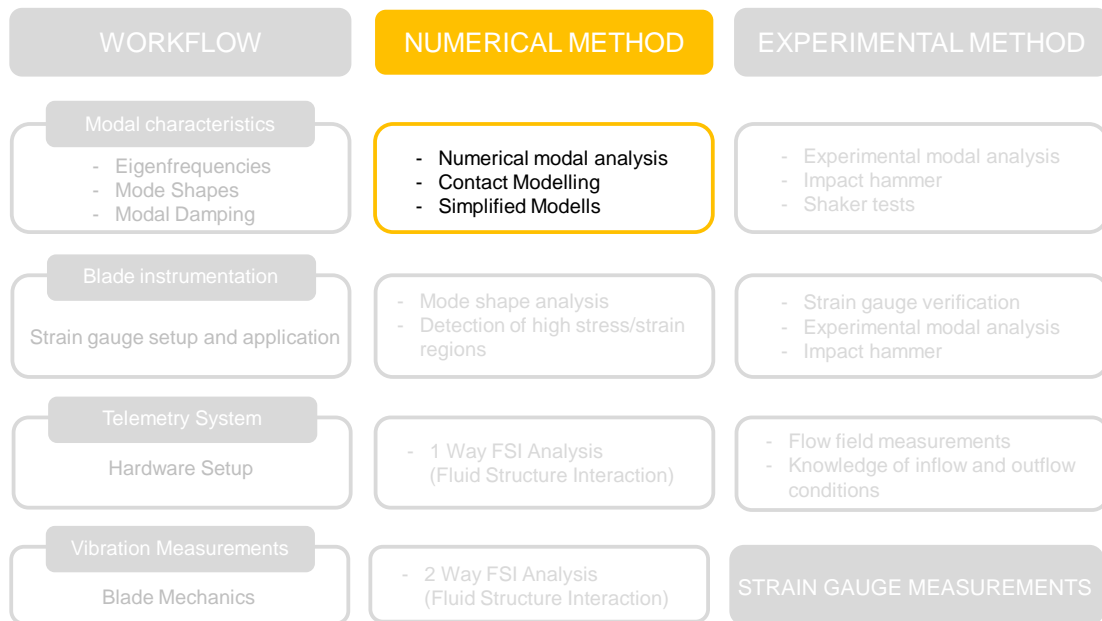 WORKFLOW
NUMERICAL METHOD
EXPERIMENTAL METHOD
Modal characteristics
- Eigenfrequencies
- Mode Shapes
- Modal Damping
- Numerical modal analysis
- Contact Modelling
- Simplified Modells
- Experimental modal analysis
- Impact hammer
- Shaker tests
Blade instrumentation
Strain gauge setup and application
- Mode shape analysis
- Detection of high stress/strain
regions
- Strain gauge verification
- Experimental modal analysis
- Impact hammer
Telemetry System
Hardware Setup
- 1 Way FSI Analysis
(Fluid Structure Interaction)
- Flow field measurements
- Knowledge of inflow and outflow
conditions
Vibration Measurements
Blade Mechanics
- 2 Way FSI Analysis
(Fluid Structure Interaction)
STRAIN GAUGE MEASUREMENTS